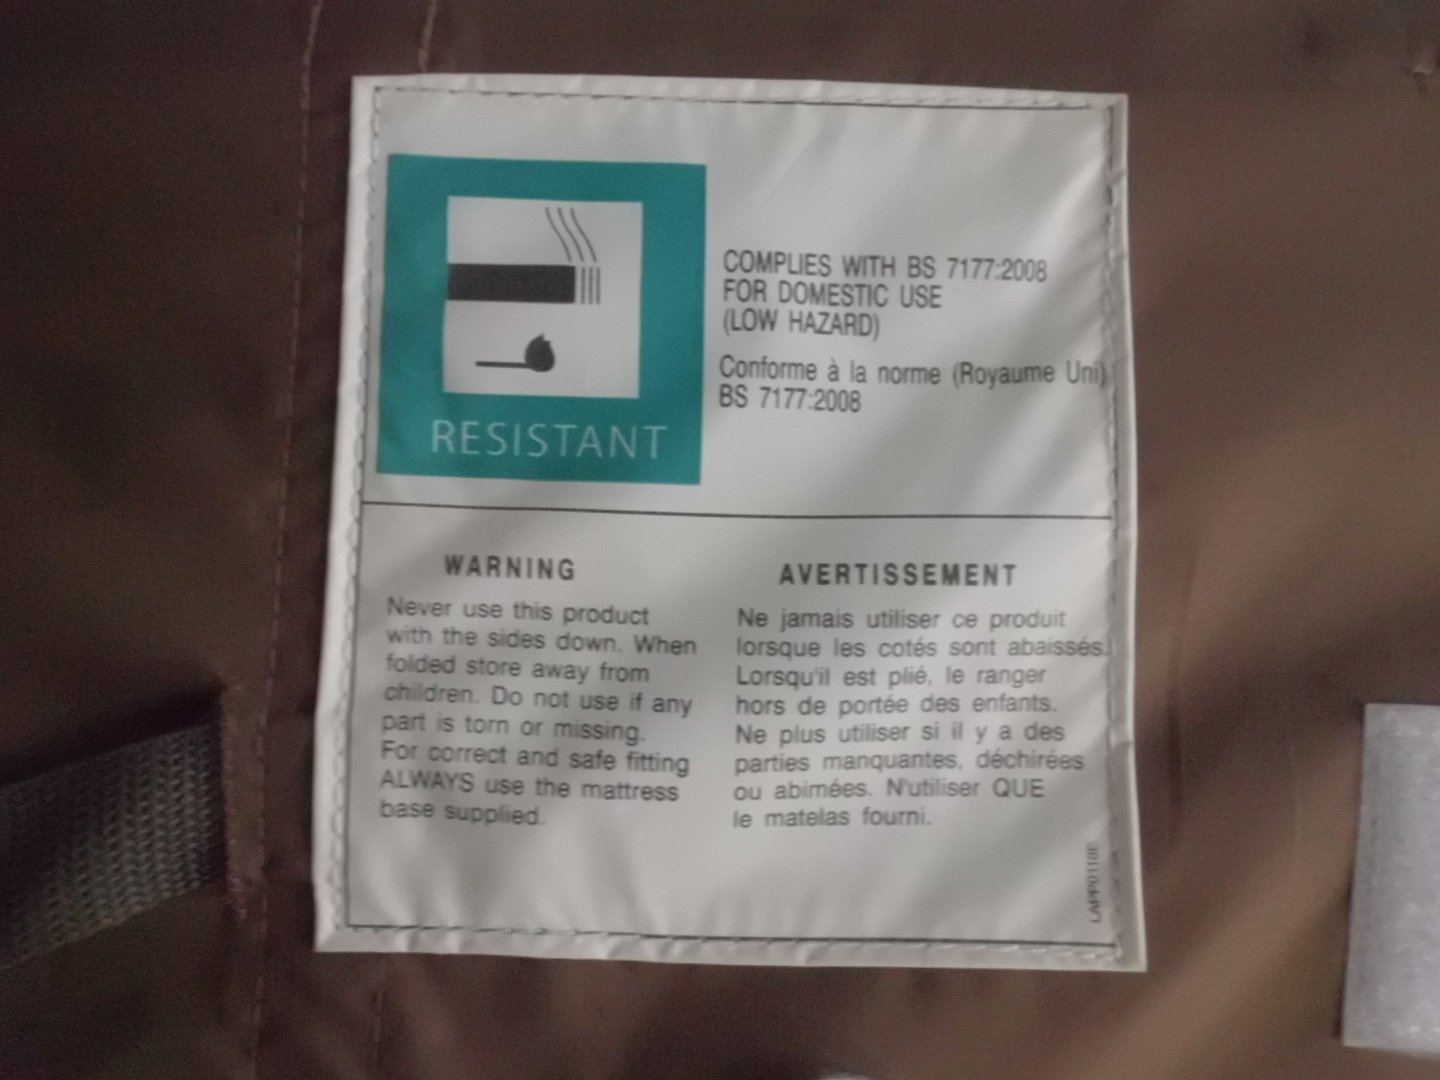 RESISTANT
COMPLIES WITH BS 7177:2008
FOR DOMESTIC USE
(LOW HAZARD)
Conforme à la norme (Royaume Uni)
BS 7177:2008
WARNING
Never use this product
with the sides down. When
folded store away from
children. Do not use if any
part is torn or missing.
For correct and safe fitting
ALWAYS use the mattress
base supplied.
AVERTISSEMENT
Ne jamais utiliser ce produit
lorsque les cotés sont abaissés.
Lorsqu'il est plié, le ranger
hors de portée des enfants.
Ne plus utiliser si il y a des
parties manquantes, déchirées
ou abimées. N'utiliser QUE
le matelas fourni.
LAPP0118E